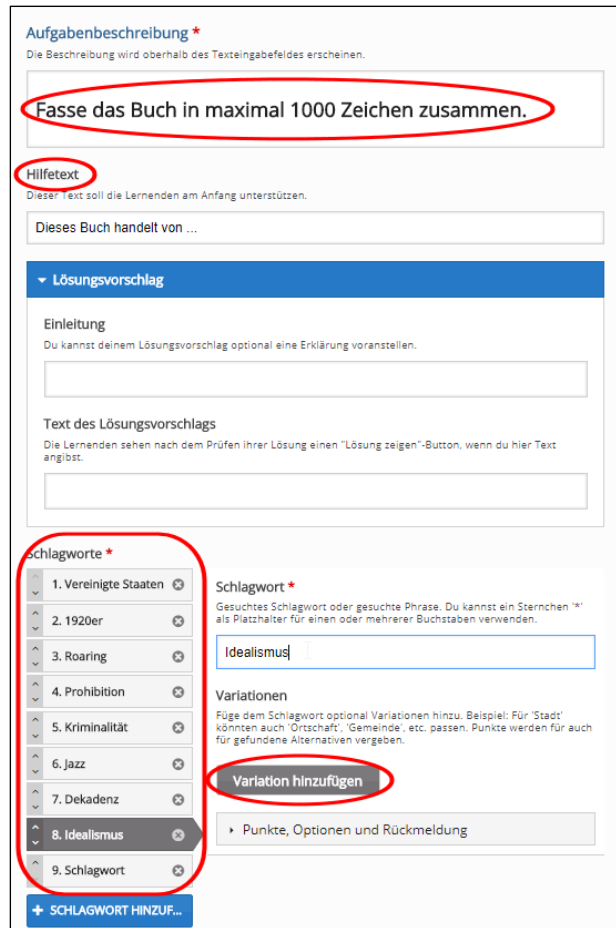 Aufgabenbeschreibung *
Die Beschreibung wird oberhalb des Texteingabefeldes erscheinen.
Fasse das Buch in maximal 1000 Zeichen zusammen.
Hilfetext
Dieser Text soll die Lernenden am Anfang unterstützen.
Dieses Buch handelt von ...
Lösungsvorschlag
Einleitung
Du kannst deinem Lösungsvorschlag optional eine Erklärung voranstellen.
Text des Lösungsvorschlags
Die Lernenden sehen nach dem Prüfen ihrer Lösung einen "Lösung zeigen"-Button, wenn du hier Text
angibst.
Schlagworte *
1. Vereinigte Staaten
2. 1920er
3. Roaring
4. Prohibition
5. Kriminalität
6. Jazz
7. Dekadenz
8. Idealismus
9. Schlagwort
+ SCHLAGWORT HINZUF...
Schlagwort *
Gesuchtes Schlagwort oder gesuchte Phrase. Du kannst ein Sternchen '*'
als Platzhalter für einen oder mehrerer Buchstaben verwenden.
Idealismus
Variationen
Füge dem Schlagwort optional Variationen hinzu. Beispiel: Für 'Stadt'
könnten auch 'Ortschaft', 'Gemeinde', etc. passen. Punkte werden für auch
für gefundene Alternativen vergeben.
Variation hinzufügen
Punkte, Optionen und Rückmeldung